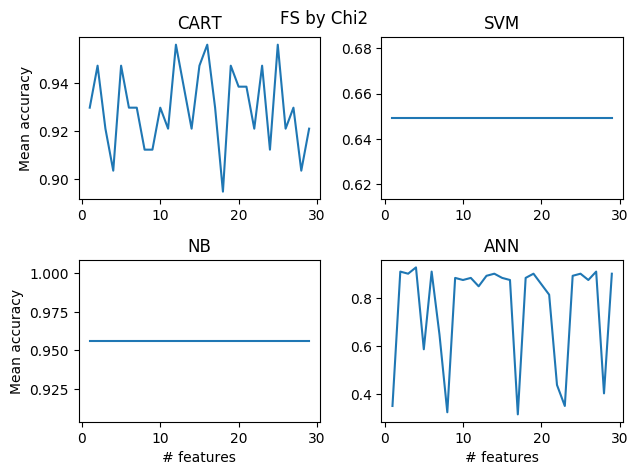 FS by Chi2
CART
SVM
Mean accuracy
0.94
0.92
0.90
0 10 20 30
0.68
0.66
0.64
0.62
0 10 20 30
NB
ANN
Mean accuracy
1.000
0.975
0.950
0.925
0 10 20 30
# features
0.8
0.6
0.4
0 10 20 30
# features